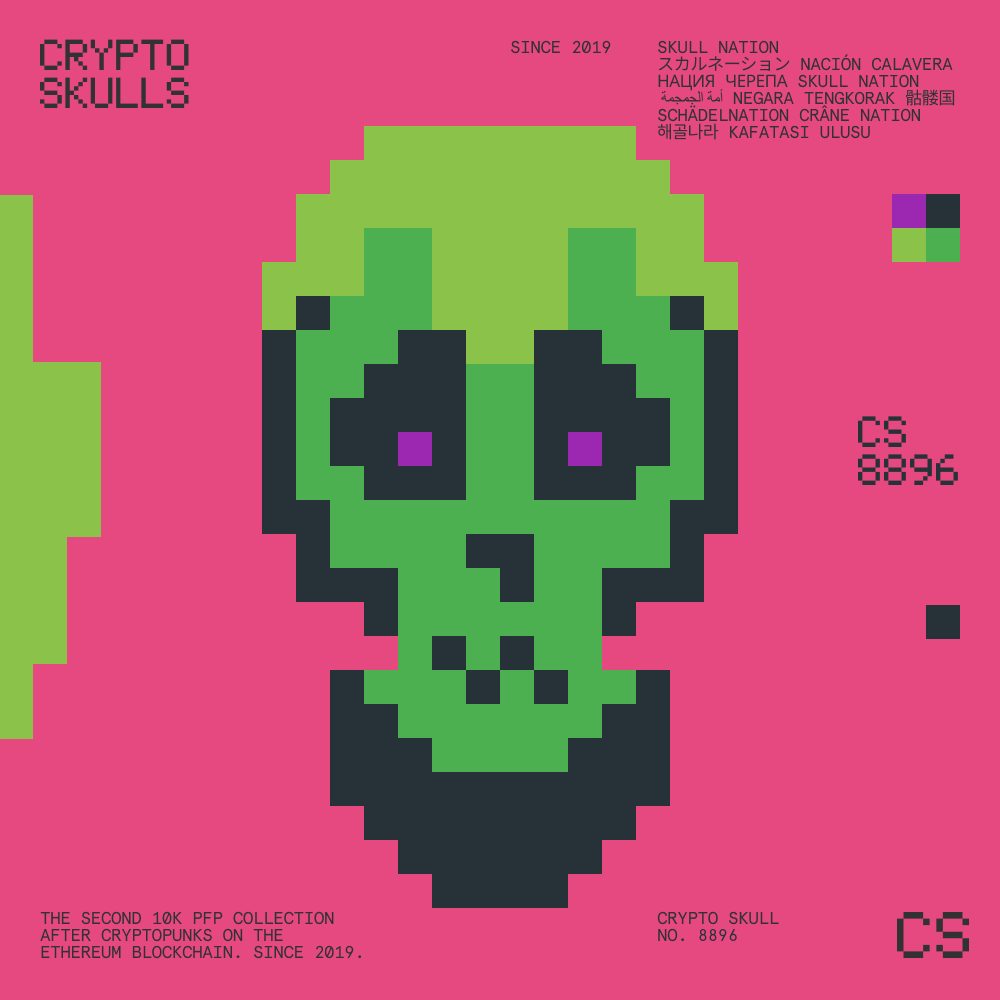 CRYPTO
SKULLS
SINCE 2019
SKULL NATION
スカルネーション NACIÓN CALAVERA
НАЦИЯ ЧЕРЕПА SKULL NATION
أمة الجمجمة NEGARA TENGKORAK 骷髅国
SCHÄDELNATION CRÂNE NATION
해골나라 KAFATASI ULUSU
CS
8896
THE SECOND 10K PFP COLLECTION
AFTER CRYPTOPUNKS ON THE
ETHEREUM BLOCKCHAIN. SINCE 2019.
CRYPTO SKULL
NO. 8896
CS